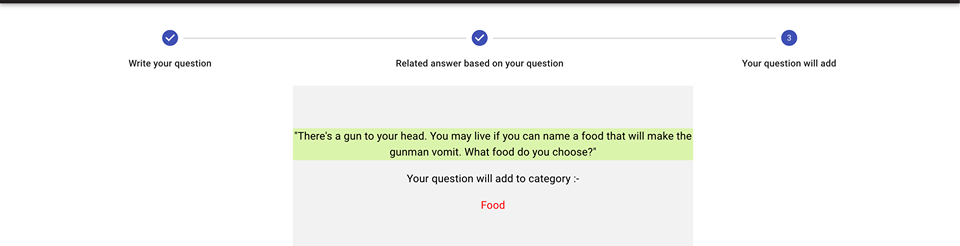 Write your question
Related answer based on your question
3
Your question will add
"There's a gun to your head. You may live if you can name a food that will make the
gunman vomit. What food do you choose?"
Your question will add to category :-
Food